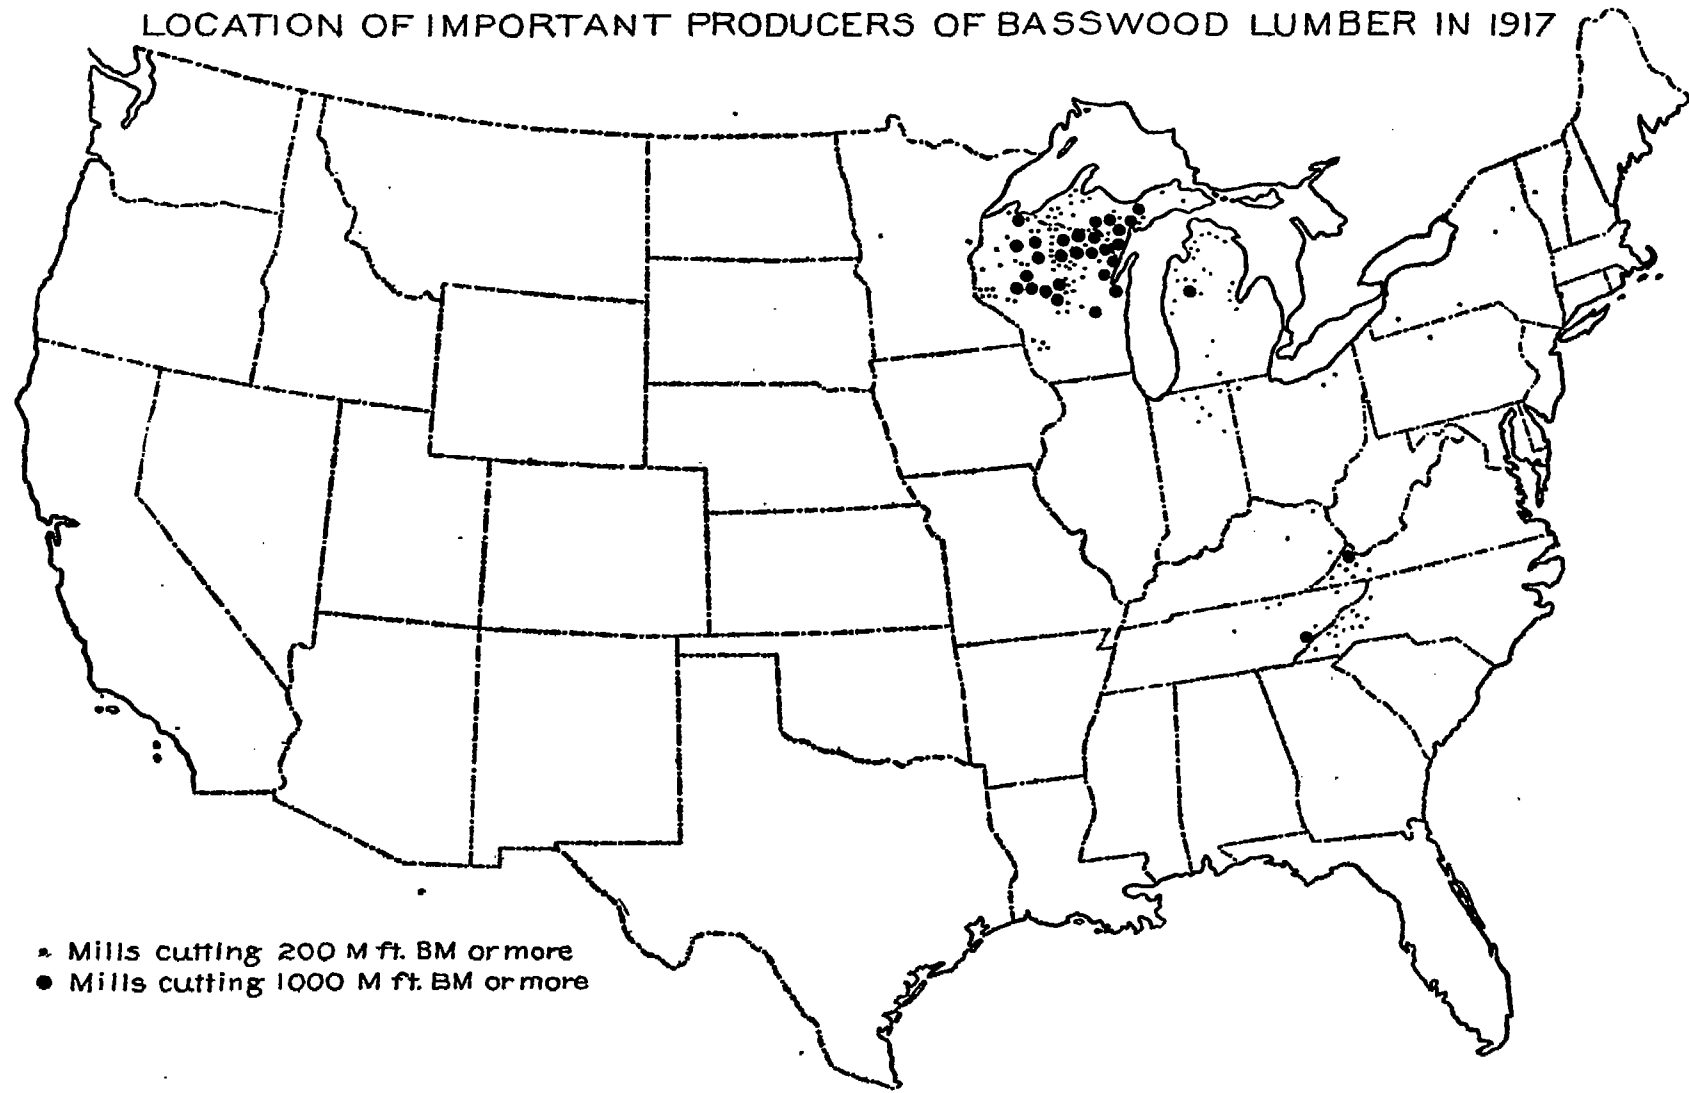 LOCATION OF IMPORTANT PRODUCERS OF BASSWOOD LUMBER IN 1917
Mills cutting 200 M ft. BM or more
Mills cutting 1000 M ft. BM or more